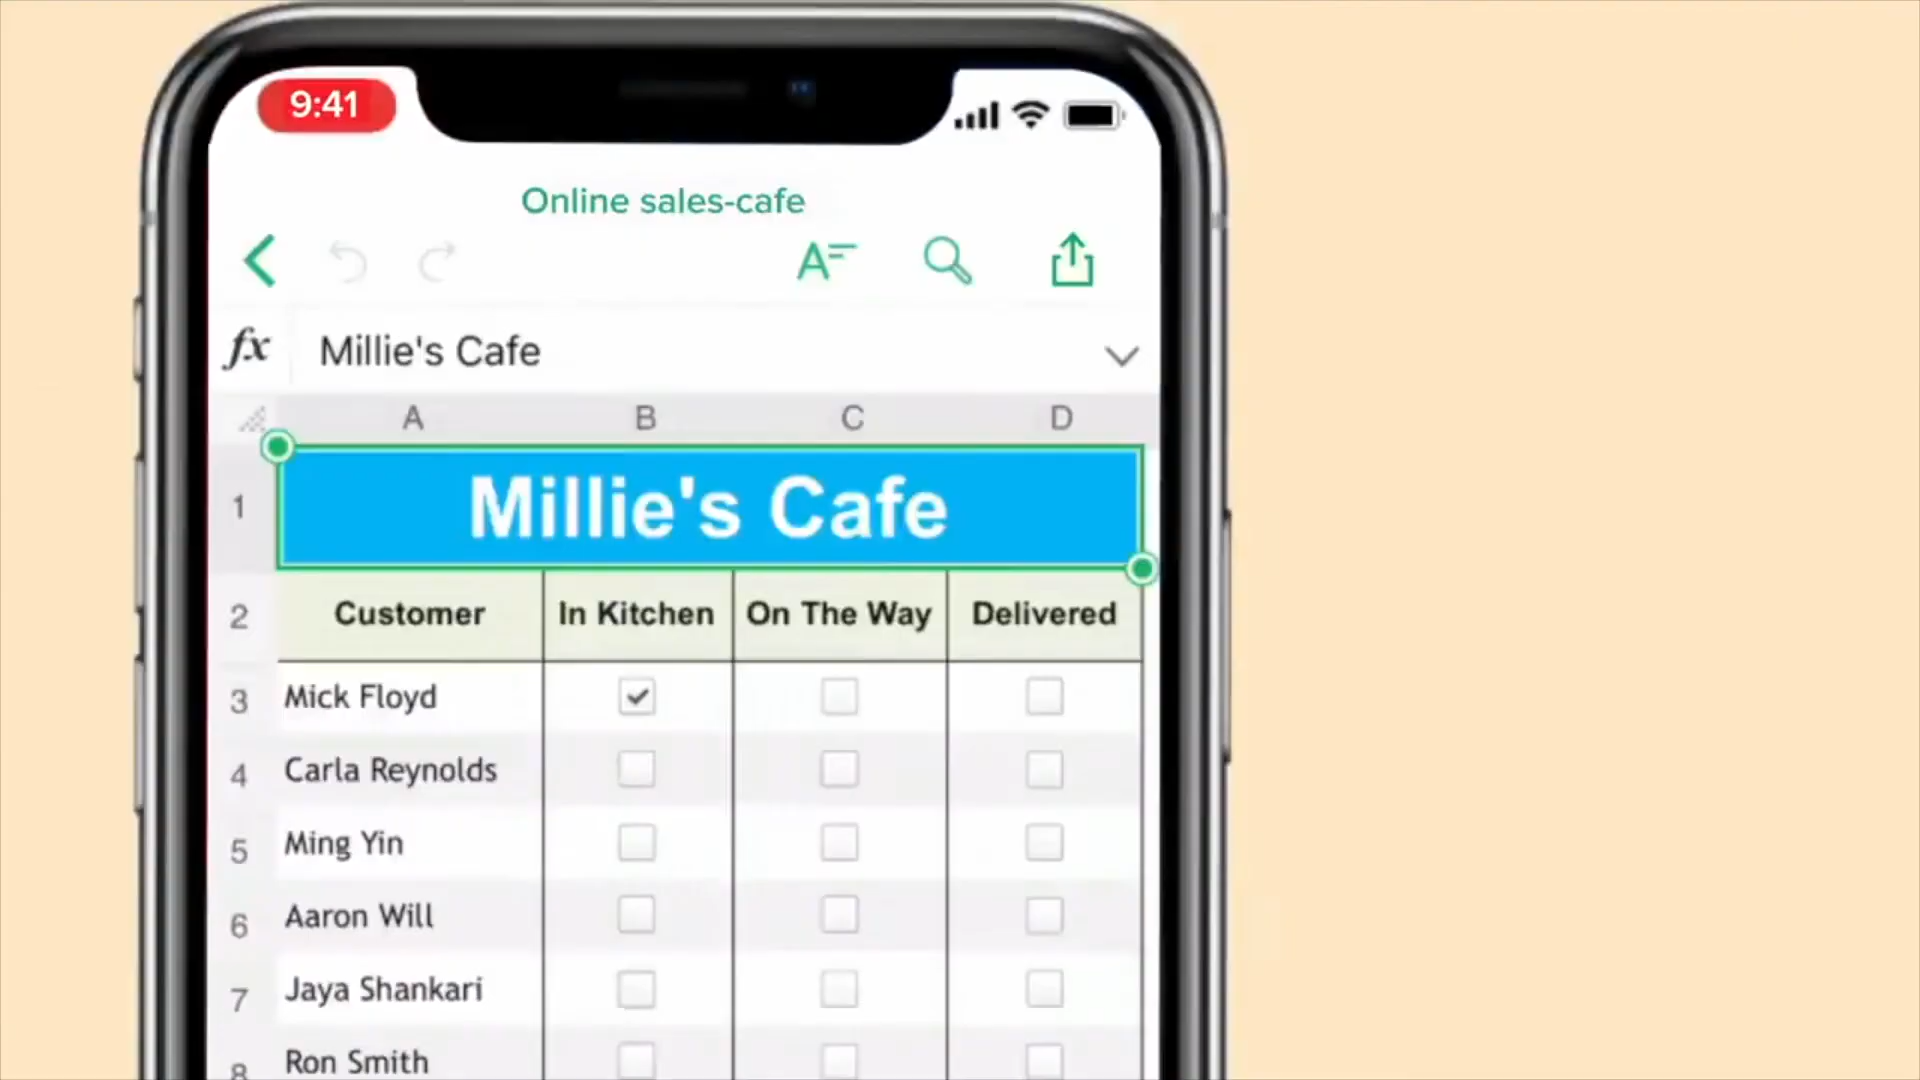 9:41
Online sales-cafe
A
fx Millie's Cafe
A B C D
1 Millie's Cafe
2 Customer In Kitchen On The Way Delivered
3 Mick Floyd
4 Carla Reynolds
5 Ming Yin
6 Aaron Will
7 Jaya Shankari
8 Ron Smith